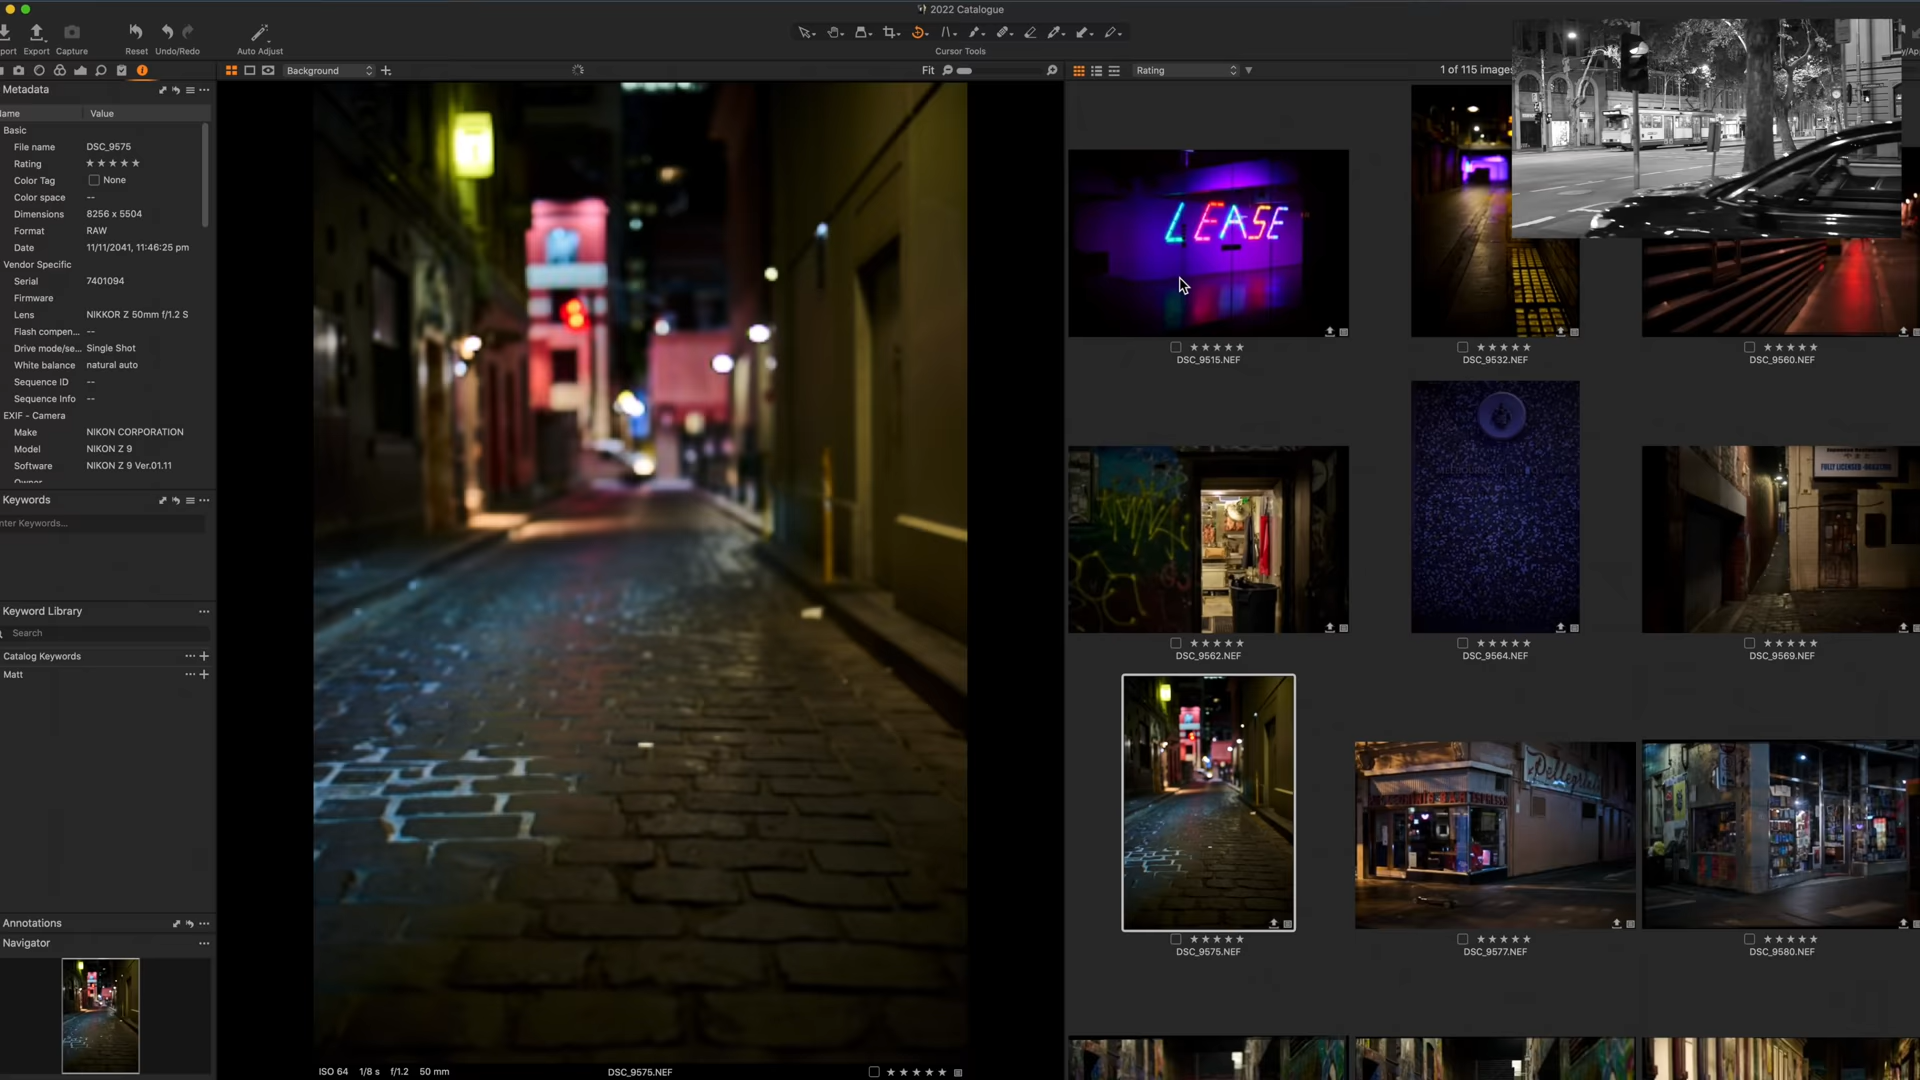 2022 Catalogue
Export
Capture
Reset
Undo/Redo
Auto Adjust
Cursor Tools
Background
Fit
Rating
1 of 115 images
Metadata
Value
Basic
File name DSC_9575
Rating ★★★★★
Color Tag None
Color space --
Dimensions 8256 x 5504
Format RAW
Date 11/11/2041, 11:46:25 pm
Vendor Specific
Serial 7401094
Firmware
Lens NIKKOR Z 50mm f/1.2 S
Flash compen... --
Drive mode/se... Single Shot
White balance natural auto
Sequence ID --
Sequence Info --
EXIF - Camera
Make NIKON CORPORATION
Model NIKON Z 9
Software NIKON Z 9 Ver.01.11
Keywords
nter Keywords...
Keyword Library
Search
Catalog Keywords
Matt
Annotations
Navigator
ISO 64 1/8 s f/1.2 50 mm
DSC_9575.NEF
LEASE
DSC_9515.NEF
DSC_9532.NEF
DSC_9560.NEF
FULLY LICENSED
DSC_9562.NEF
DSC_9564.NEF
DSC_9569.NEF
Pellegrini
DSC_9575.NEF
DSC_9577.NEF
DSC_9580.NEF